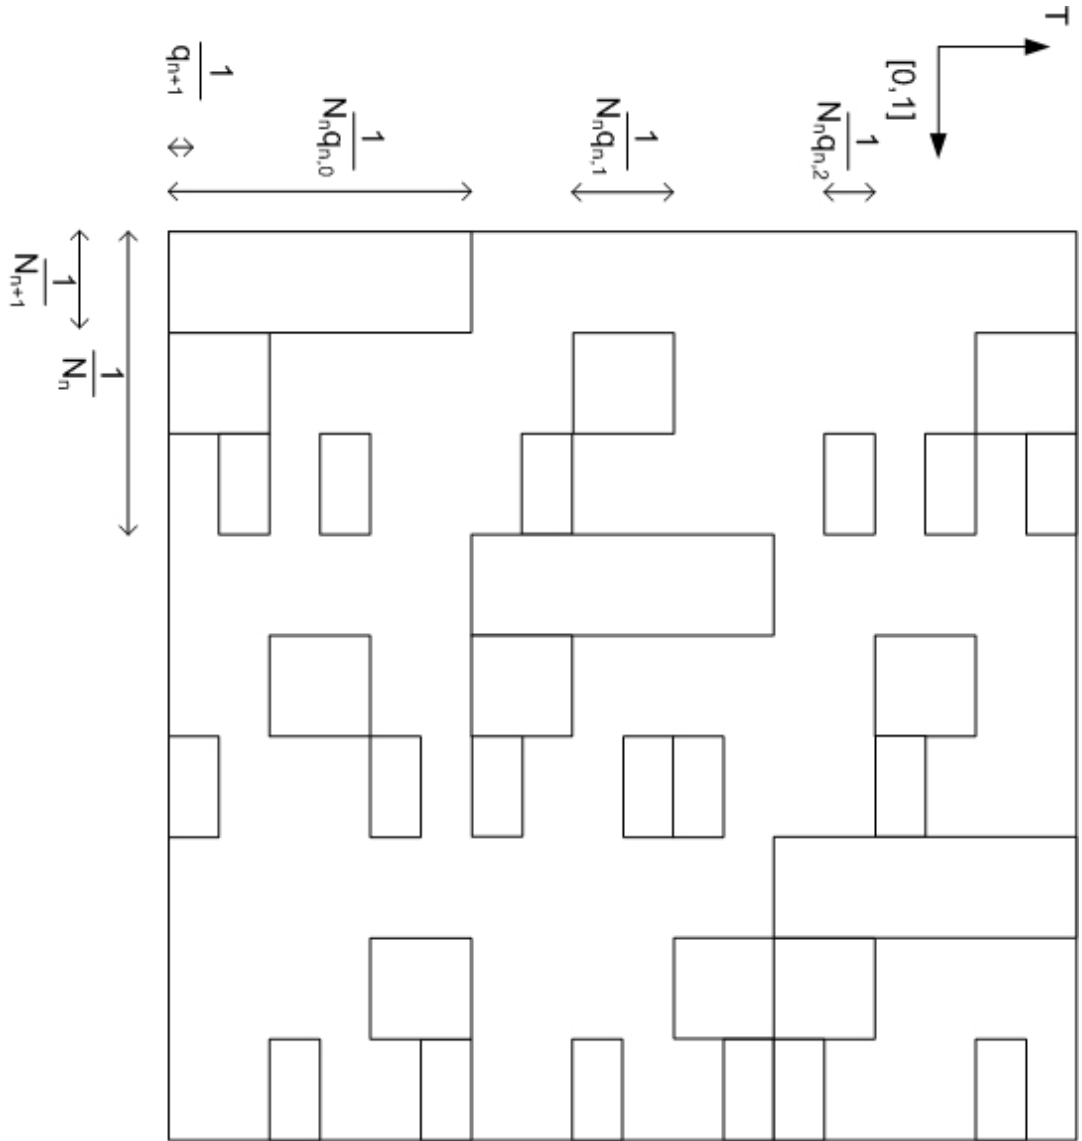 T
[0,1]
1
q_{n+1}
1
N_n q_{n,0}
1
N_n q_{n,1}
1
N_n q_{n,2}
1
N_{n+1}
1
N_n